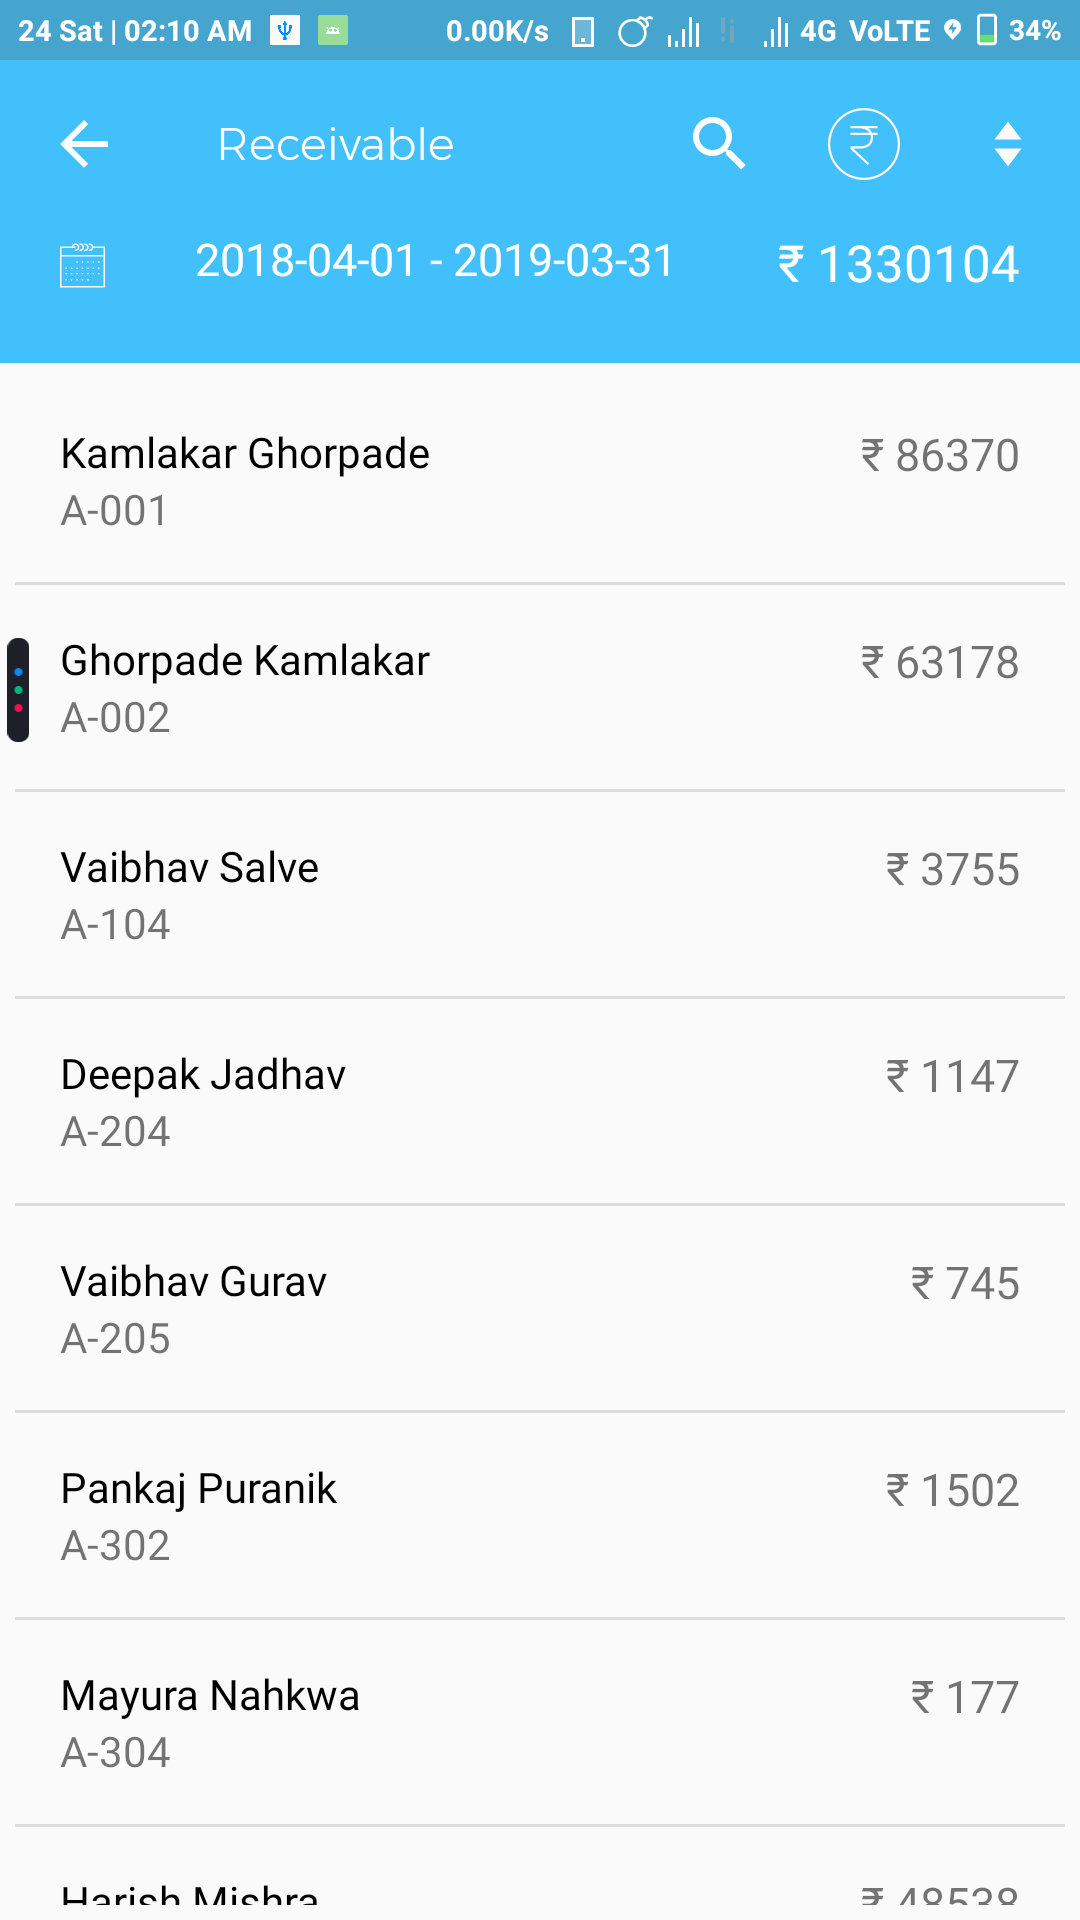 24 Sat | 02:10 AM 0.00K/s 4G VoLTE 34%
Receivable
2018-04-01 - 2019-03-31 ₹ 1330104
Kamlakar Ghorpade ₹ 86370
A-001
Ghorpade Kamlakar ₹ 63178
A-002
Vaibhav Salve ₹ 3755
A-104
Deepak Jadhav ₹ 1147
A-204
Vaibhav Gurav ₹ 745
A-205
Pankaj Puranik ₹ 1502
A-302
Mayura Nahkwa ₹ 177
A-304
Harish Mishra ₹ 48538